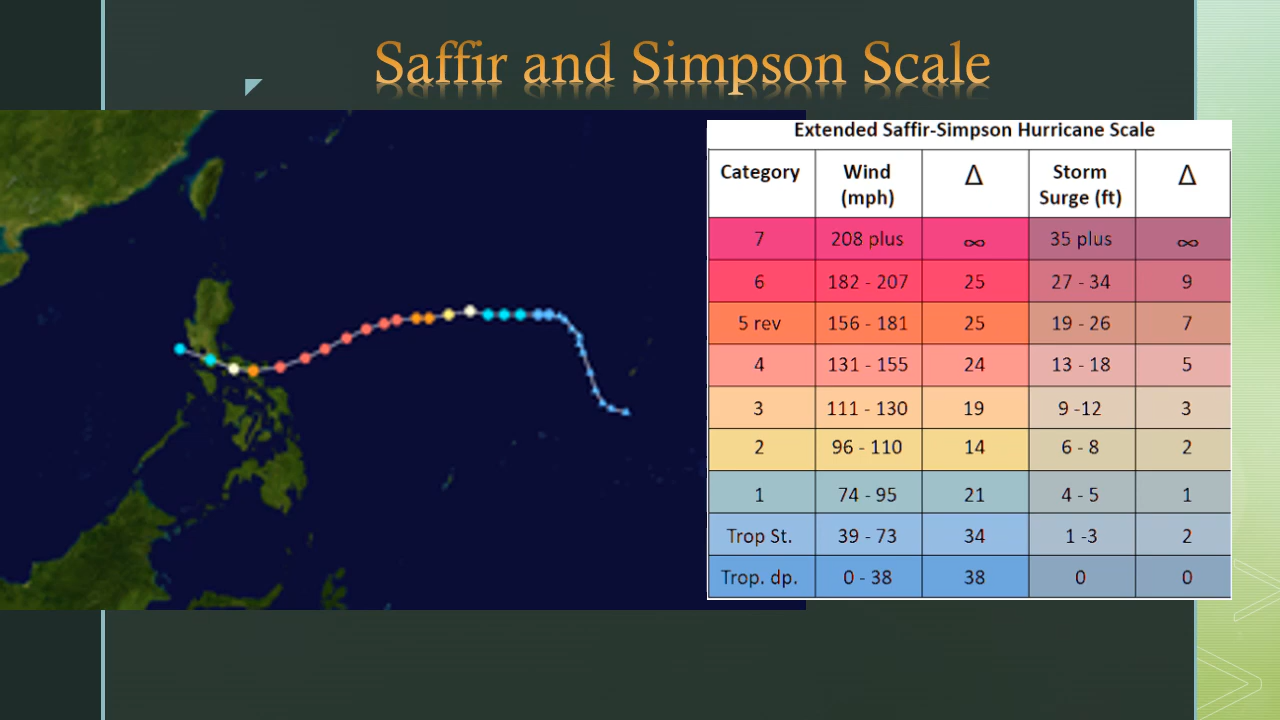 Saffir and Simpson Scale
Extended Saffir-Simpson Hurricane Scale
Category Wind (mph) Δ Storm Surge (ft) Δ
7 208 plus ∞ 35 plus ∞
6 182 - 207 25 27 - 34 9
5 rev 156 - 181 25 19 - 26 7
4 131 - 155 24 13 - 18 5
3 111 - 130 19 9 -12 3
2 96 - 110 14 6 - 8 2
1 74 - 95 21 4 - 5 1
Trop St. 39 - 73 34 1 -3 2
Trop. dp. 0 - 38 38 0 0